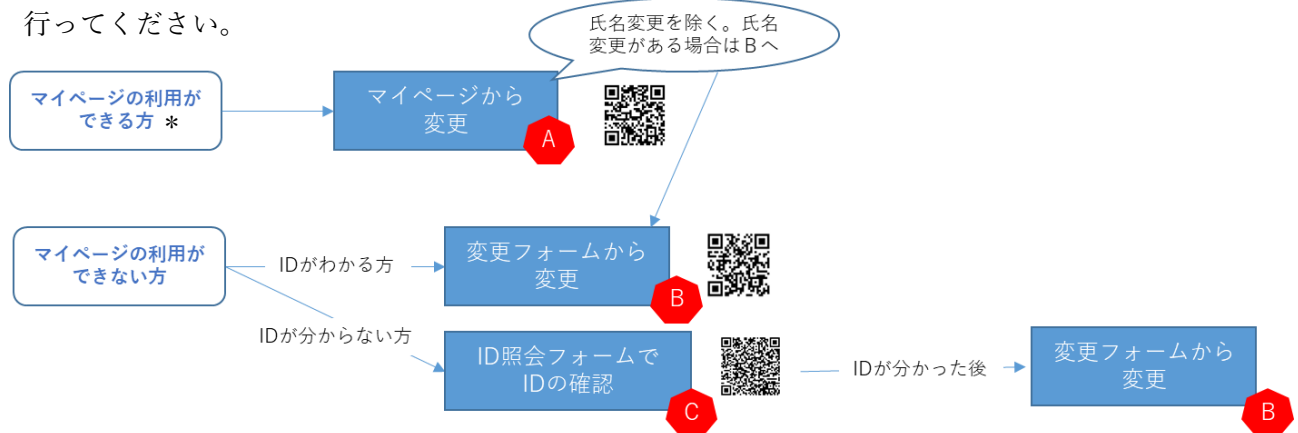 行ってください。
氏名変更を除く。氏名
変更がある場合はBへ
マイページの利用が
できる方 *
マイページから
変更
A
マイページの利用が
できない方
IDがわかる方
変更フォームから
変更
B
IDが分からない方
ID照会フォームで
IDの確認
C
IDが分かった後
変更フォームから
変更
B